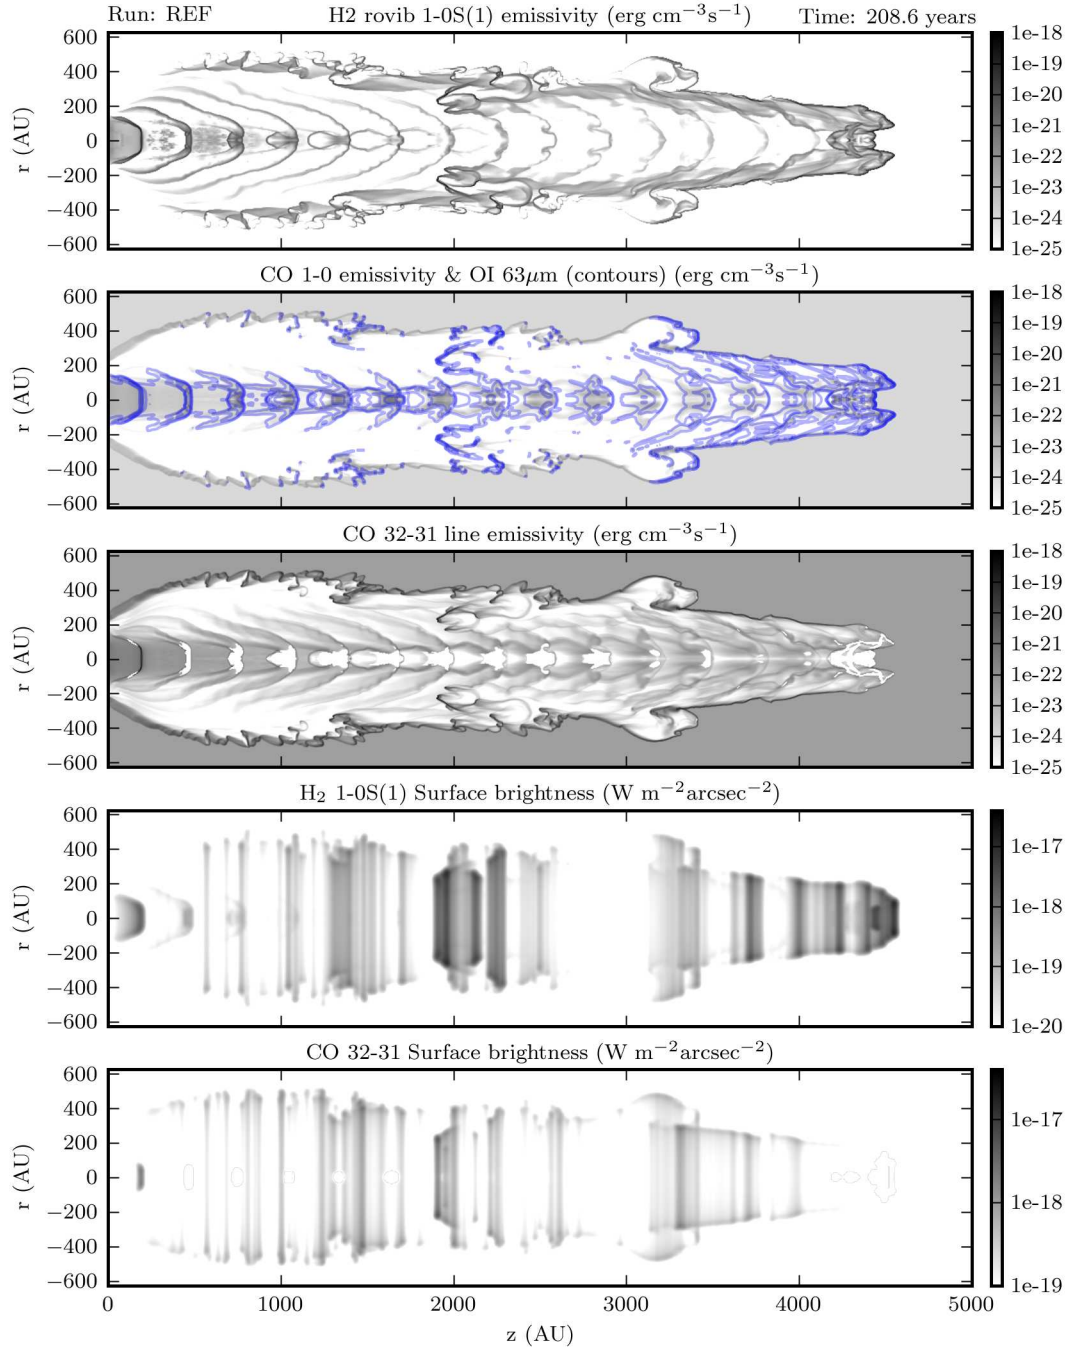 Run: REF H2 rovib 1-0S(1) emissivity (erg cm−3s−1) Time: 208.6 years
600
400
200
0
−200
−400
−600
r (AU)
1e-18
1e-19
1e-20
1e-21
1e-22
1e-23
1e-24
1e-25
CO 1-0 emissivity & OI 63μm (contours) (erg cm−3s−1)
600
400
200
0
−200
−400
−600
r (AU)
1e-18
1e-19
1e-20
1e-21
1e-22
1e-23
1e-24
1e-25
CO 32-31 line emissivity (erg cm−3s−1)
600
400
200
0
−200
−400
−600
r (AU)
1e-18
1e-19
1e-20
1e-21
1e-22
1e-23
1e-24
1e-25
H2 1-0S(1) Surface brightness (W m−2arcsec−2)
600
400
200
0
−200
−400
−600
r (AU)
1e-17
1e-18
1e-19
1e-20
CO 32-31 Surface brightness (W m−2arcsec−2)
600
400
200
0
−200
−400
−600
r (AU)
1e-17
1e-18
1e-19
0 1000 2000 3000 4000 5000
z (AU)